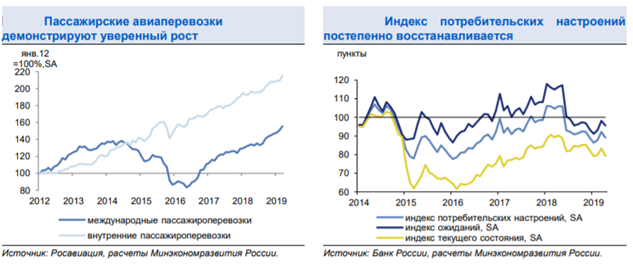 Пассажирские авиаперевозки
демонстрируют уверенный рост
янв.12
=100%,SA
220
200
180
160
140
120
100
80
2012 2013 2014 2015 2016 2017 2018 2019
международные пассажироперевозки
внутренние пассажироперевозки
Источник: Росавиация, расчеты Минэкономразвития России.
Индекс потребительских настроений
постепенно восстанавливается
пункты
120
110
100
90
80
70
60
2014 2015 2016 2017 2018 2019
индекс потребительских настроений, SA
индекс ожиданий, SA
индекс текущего состояния, SA
Источник: Банк России, расчеты Минэкономразвития России.